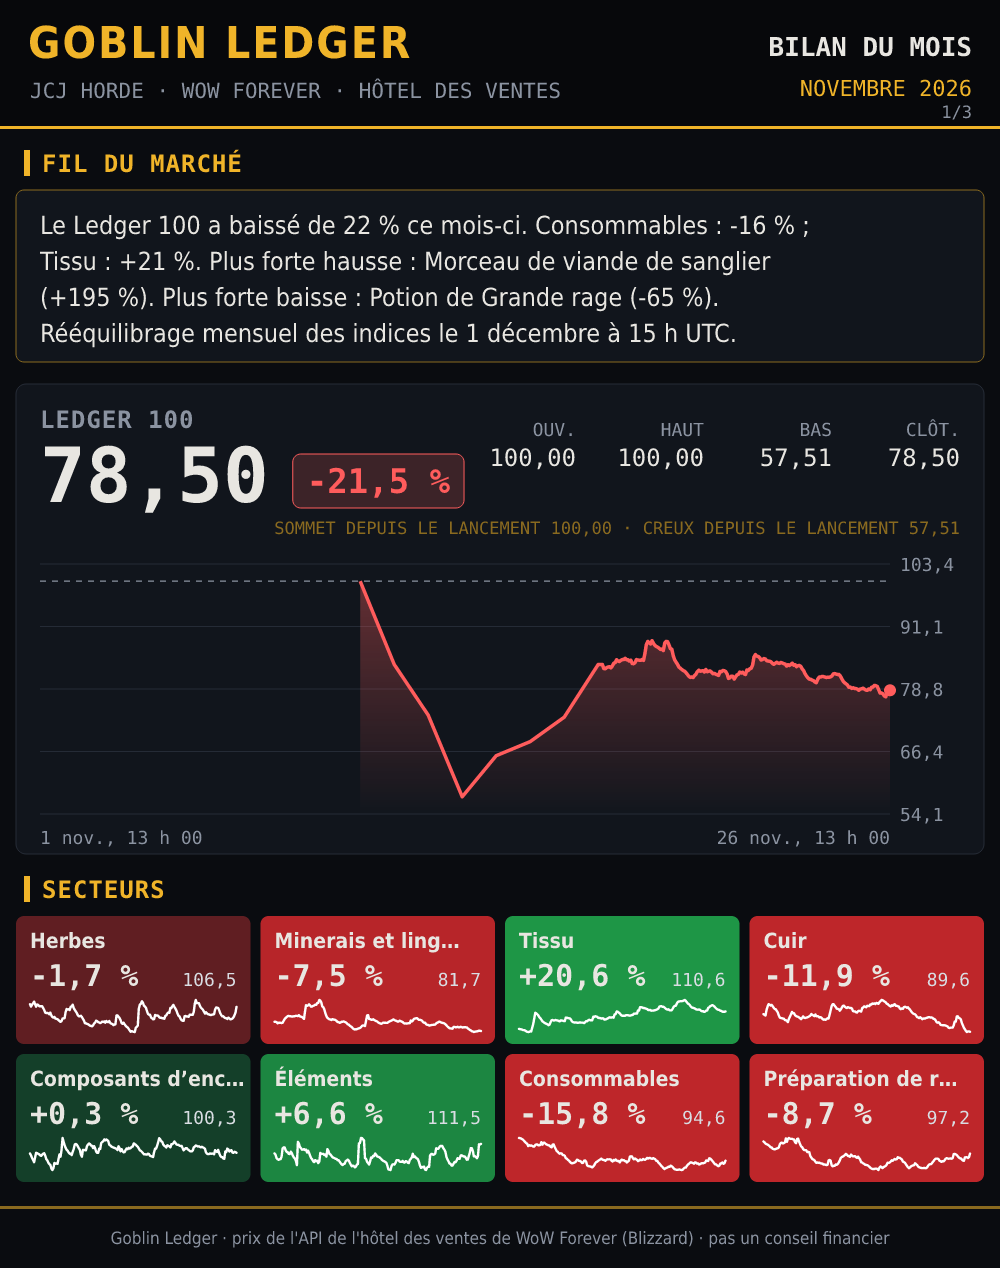 GOBLIN LEDGER
BILAN DU MOIS
JCJ HORDE · WOW FOREVER · HÔTEL DES VENTES
NOVEMBRE 2026
1/3
FIL DU MARCHÉ
Le Ledger 100 a baissé de 22 % ce mois-ci. Consommables : -16 % ;
Tissu : +21 %. Plus forte hausse : Morceau de viande de sanglier
(+195 %). Plus forte baisse : Potion de Grande rage (-65 %).
Rééquilibrage mensuel des indices le 1 décembre à 15 h UTC.
LEDGER 100
OUV. HAUT BAS CLÔT.
78,50 -21,5 % 100,00 100,00 57,51 78,50
SOMMET DEPUIS LE LANCEMENT 100,00 · CREUX DEPUIS LE LANCEMENT 57,51
103,4
91,1
78,8
66,4
54,1
1 nov., 13 h 00 26 nov., 13 h 00
SECTEURS
Herbes Minerais et ling… Tissu Cuir
-1,7 % 106,5 -7,5 % 81,7 +20,6 % 110,6 -11,9 % 89,6
Composants d’enc… Éléments Consommables Préparation de r…
+0,3 % 100,3 +6,6 % 111,5 -15,8 % 94,6 -8,7 % 97,2
Goblin Ledger · prix de l'API de l'hôtel des ventes de WoW Forever (Blizzard) · pas un conseil financier